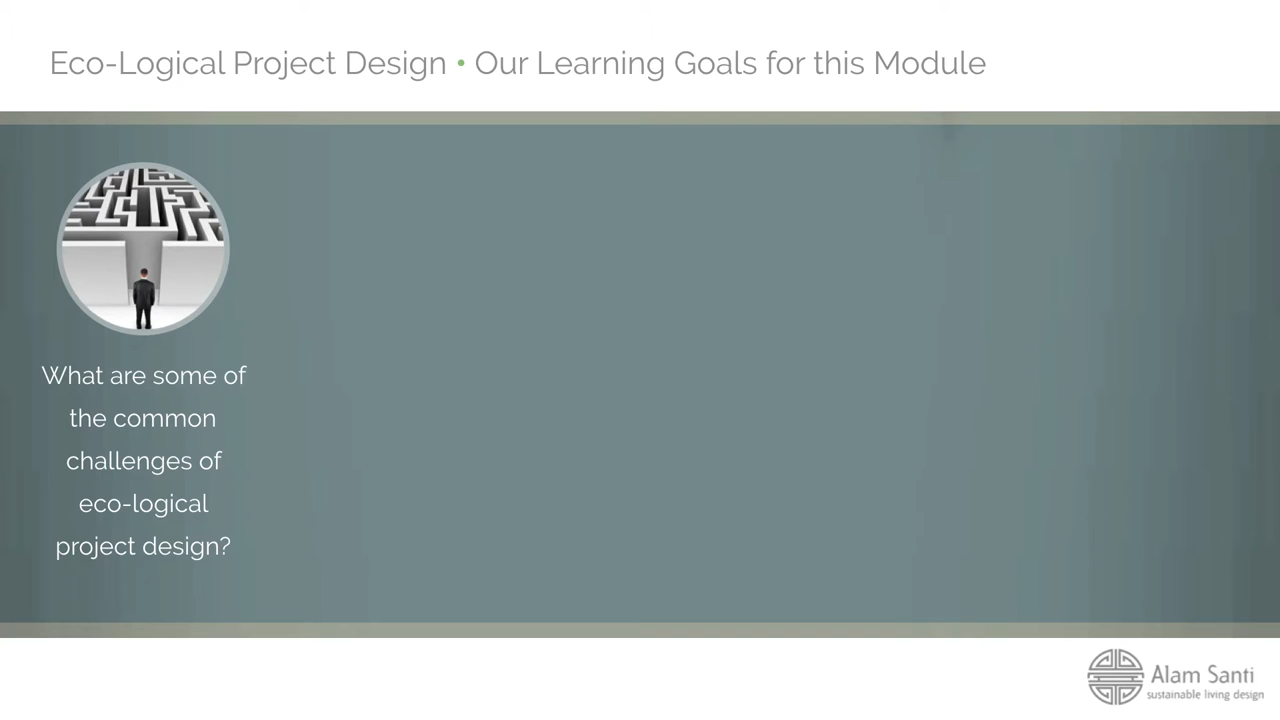 Eco-Logical Project Design • Our Learning Goals for this Module
What are some of
the common
challenges of
eco-logical
project design?
Alam Santi
sustainable living design